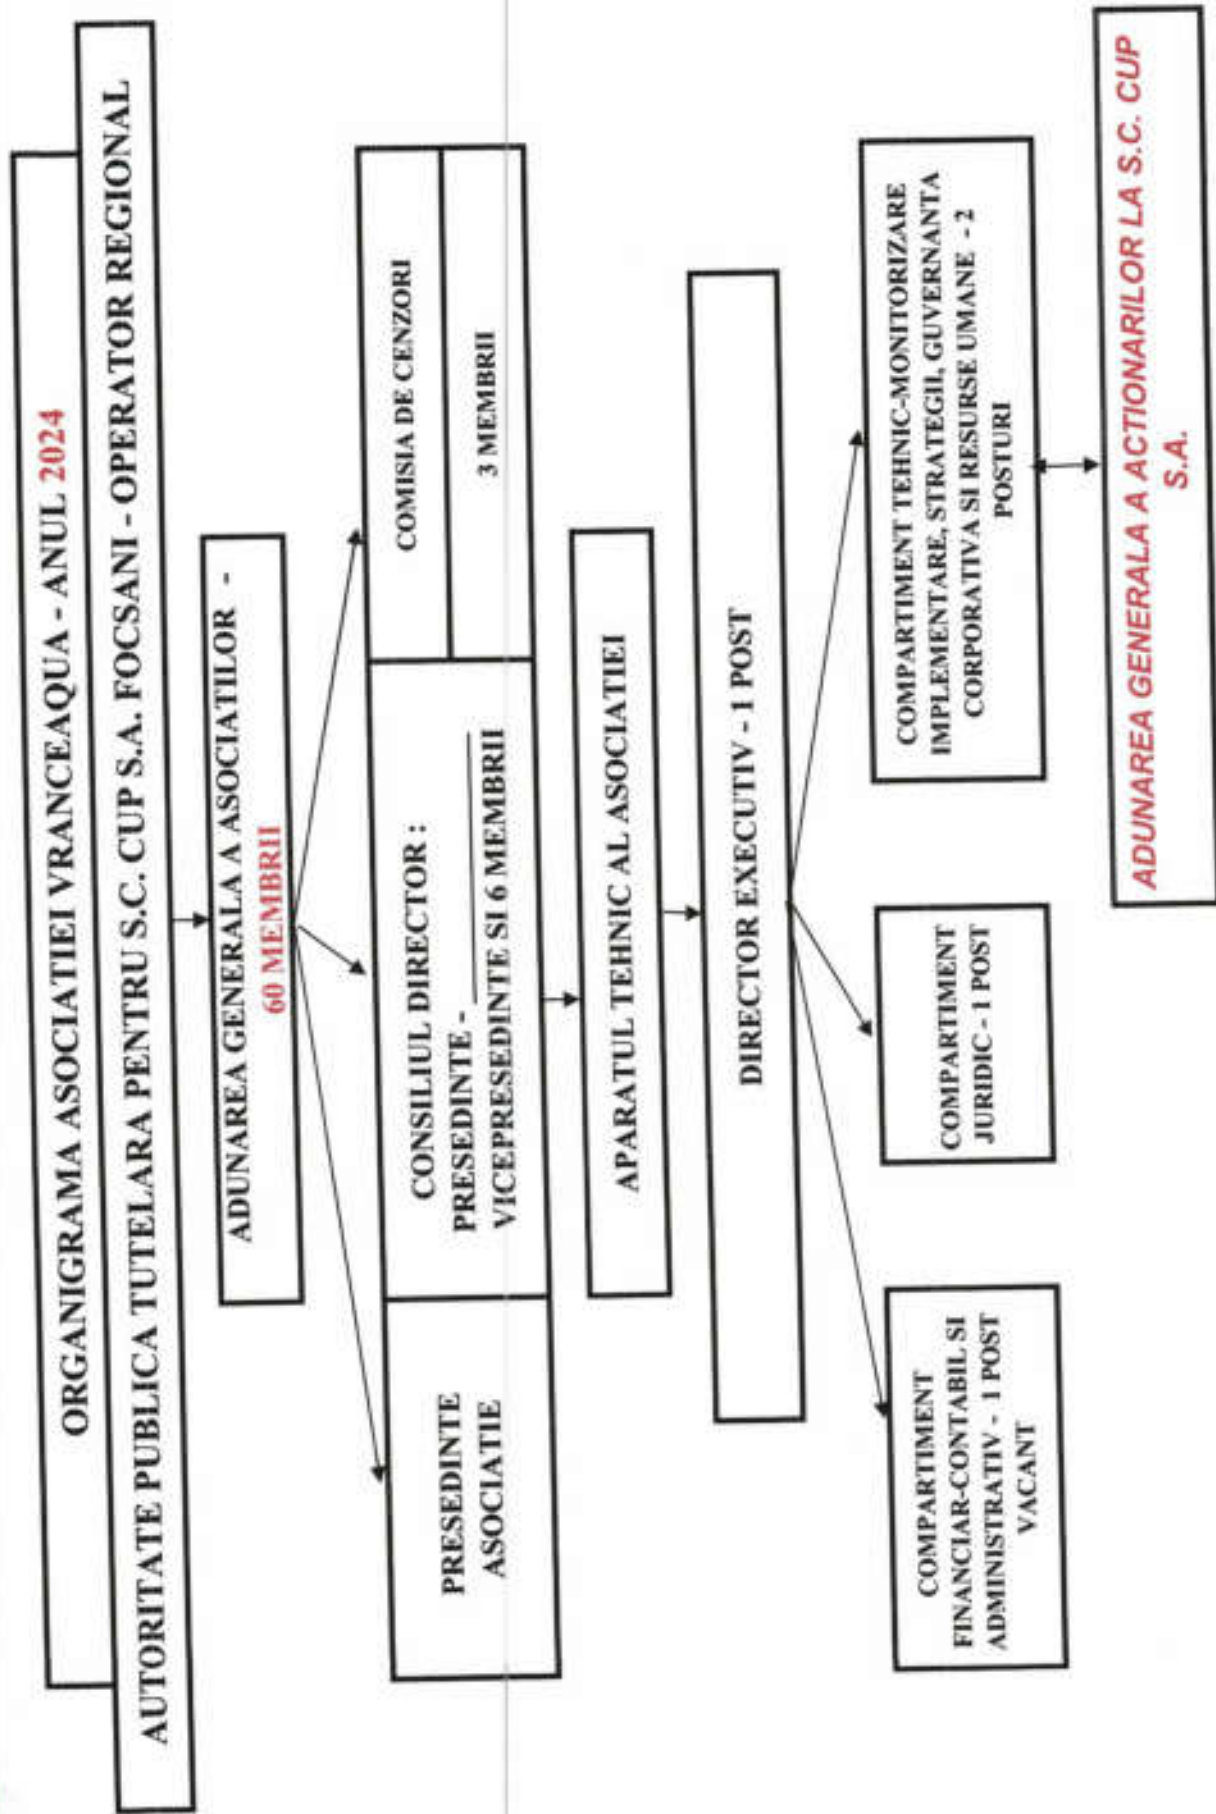 ORGANIGRAMA ASOCIATIEI VRANCEAQUA - ANUL 2024
AUTORITATE PUBLICA TUTELARA PENTRU S.C. CUP S.A. FOCSANI - OPERATOR REGIONAL
ADUNAREA GENERALA A ASOCIATILOR -
60 MEMBRII
PRESEDINTE
ASOCIATIE
CONSILIUL DIRECTOR :
PRESEDINTE -
VICEPRESEDINTE SI 6 MEMBRII
COMISIA DE CENZORI
3 MEMBRII
APARATUL TEHNIC AL ASOCIATIEI
DIRECTOR EXECUTIV - 1 POST
COMPARTIMENT
FINANCIAR-CONTABIL SI
ADMINISTRATIV - 1 POST
VACANT
COMPARTIMENT
JURIDIC - 1 POST
COMPARTIMENT TEHNIC-MONITORIZARE
IMPLEMENTARE, STRATEGII, GUVERNANTA
CORPORATIVA SI RESURSE UMANE - 2
POSTURI
ADUNAREA GENERALA A ACTIONARILOR LA S.C. CUP
S.A.